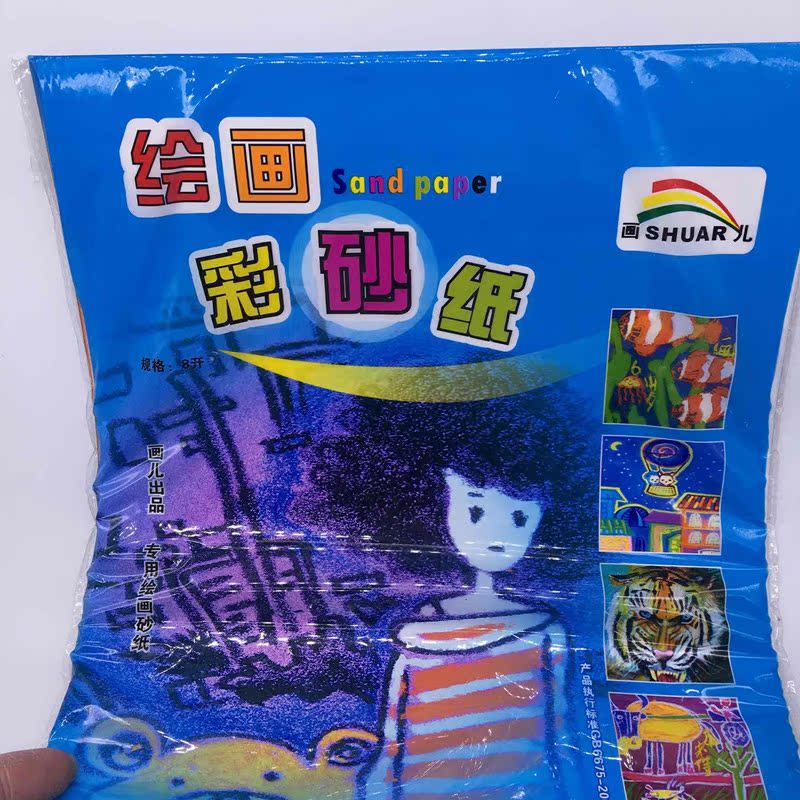 绘画
Sand paper
彩砂纸
画SHUAR儿
规格：8开
画儿出品 专用绘画砂纸
产品执行标准GB6675-20